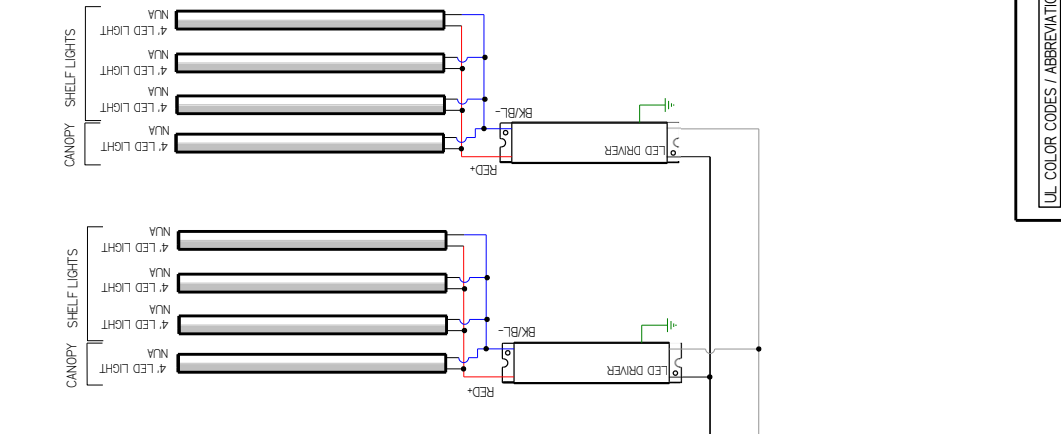 SHELF LIGHTS
NUA
4' LED LIGHT
NUA
4' LED LIGHT
NUA
4' LED LIGHT
CANOPY
NUA
4' LED LIGHT
BK/BL-
RED+
LED DRIVER
SHELF LIGHTS
NUA
4' LED LIGHT
NUA
4' LED LIGHT
NUA
4' LED LIGHT
CANOPY
NUA
4' LED LIGHT
BK/BL-
RED+
LED DRIVER
UL COLOR CODES / ABBREVIATIO